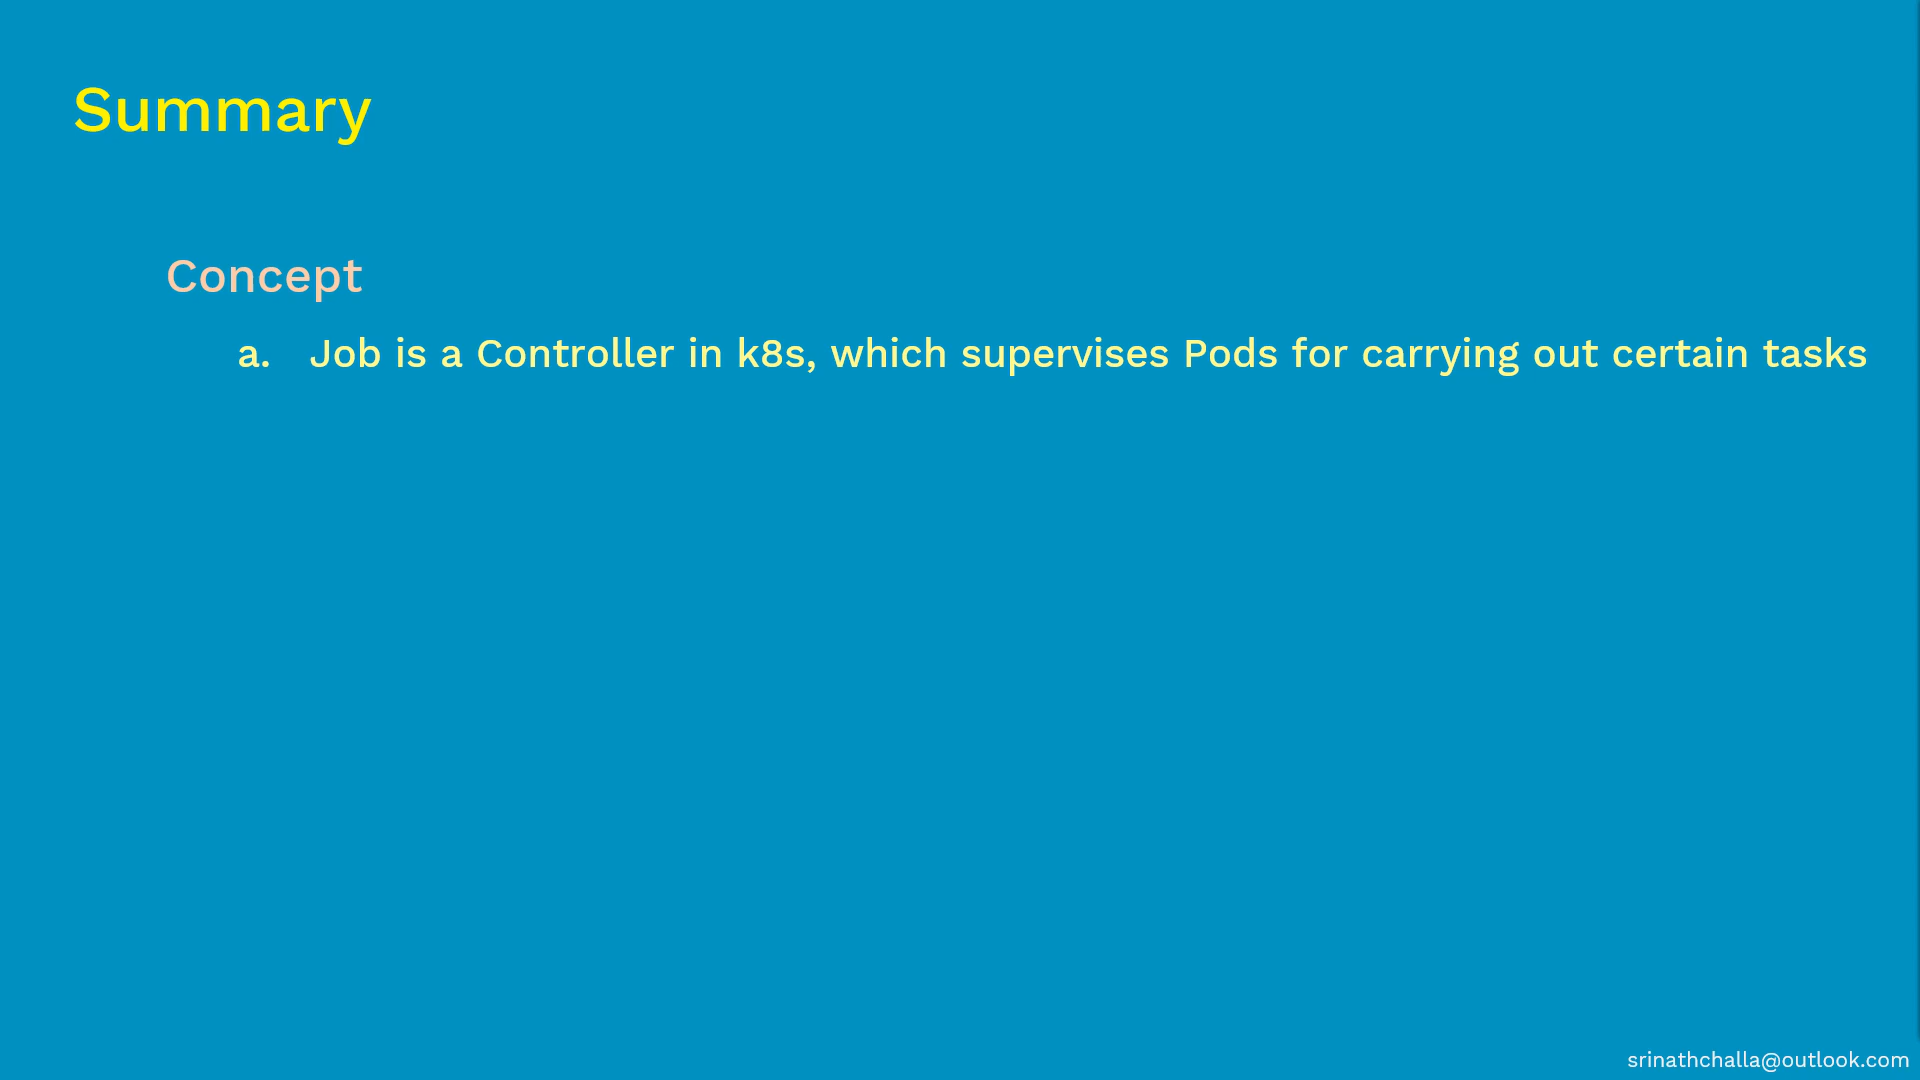 Summary
Concept
a. Job is a Controller in k8s, which supervises Pods for carrying out certain tasks
srinathchalla@outlook.com